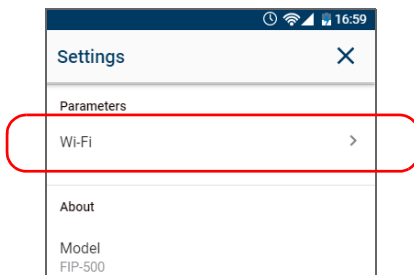 16:59
Settings
Parameters
Wi-Fi
About
Model
FIP-500